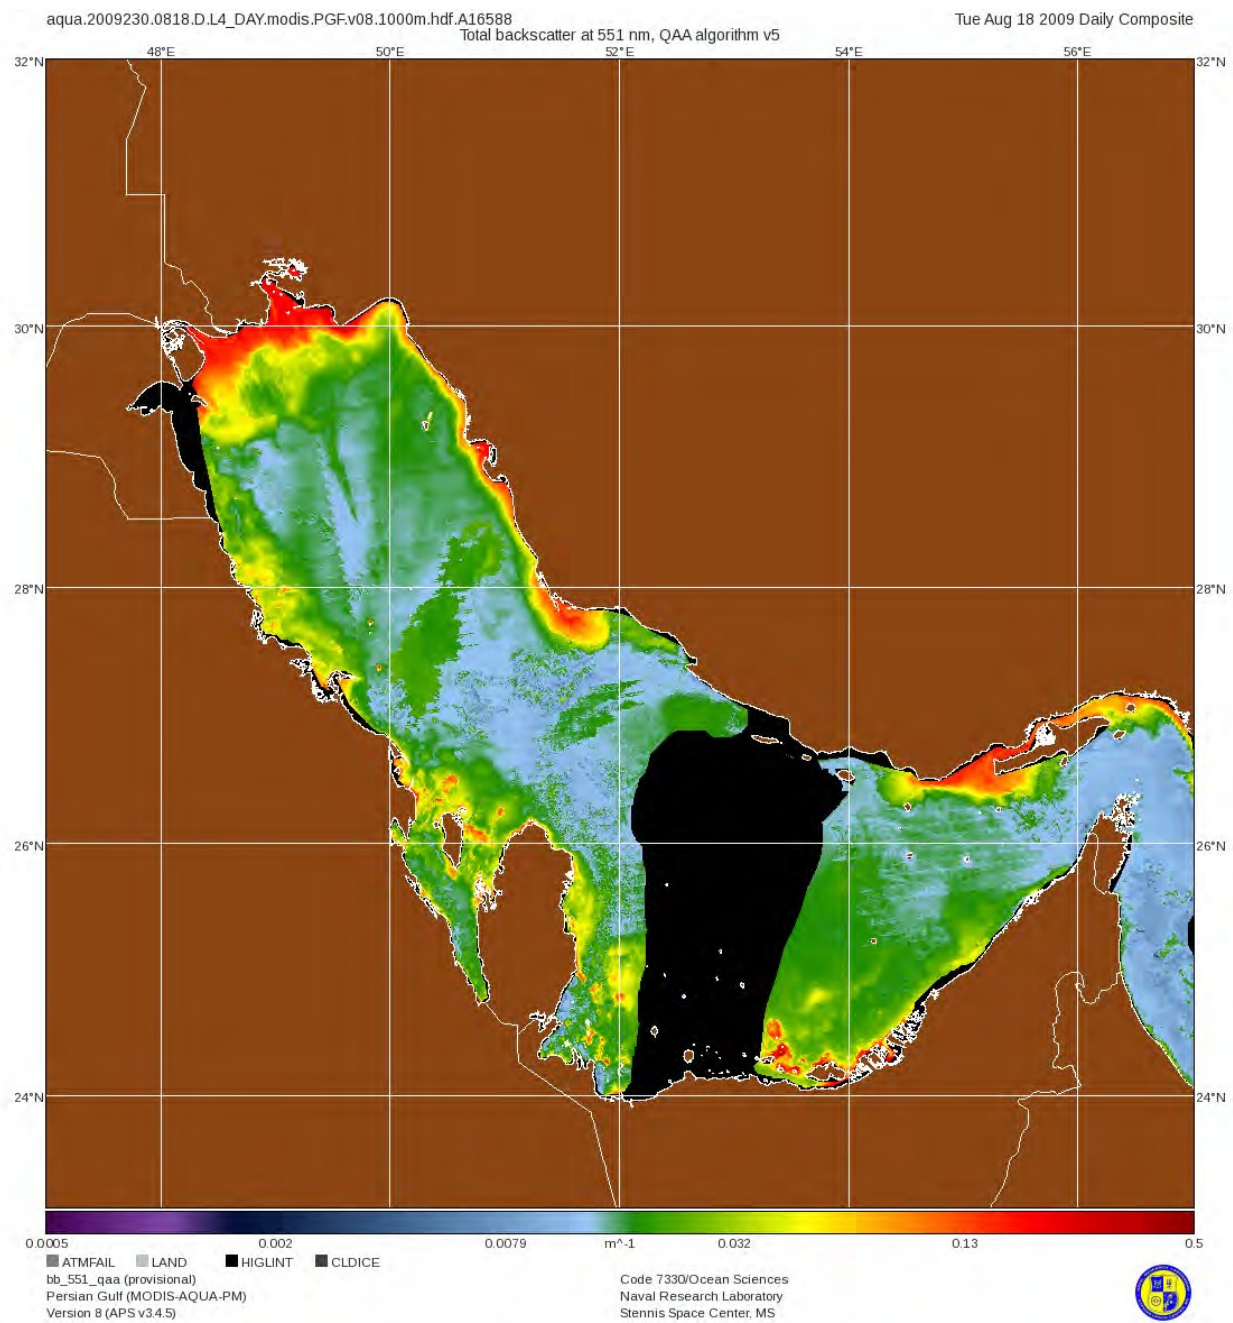 aqua.2009230.0818.D.L4_DAY.modis.PGF.v08.1000m.hdf.A16588
Tue Aug 18 2009 Daily Composite
Total backscatter at 551 nm, QAA algorithm v5
48°E 50°E 52°E 54°E 56°E
32°N 32°N
30°N 30°N
28°N 28°N
26°N 26°N
24°N 24°N
0.0005 0.002 0.0079 m^-1 0.032 0.13 0.5
ATMFAIL LAND HIGLINT CLDICE
bb_551_qaa (provisional)
Persian Gulf (MODIS-AQUA-PM)
Version 8 (APS v3.4.5)
Code 7330/Ocean Sciences
Naval Research Laboratory
Stennis Space Center, MS